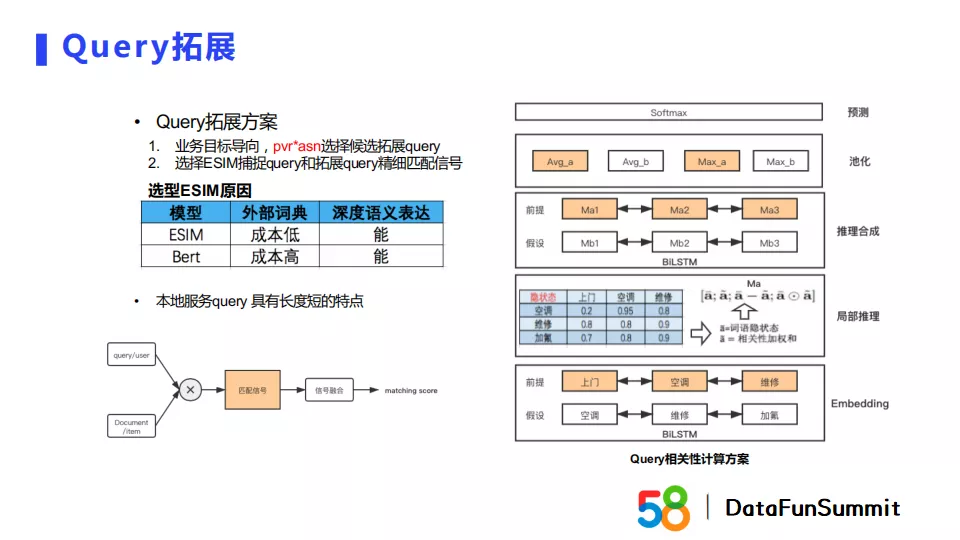 Query拓展
• Query拓展方案
1. 业务目标导向，pvr*asn选择候选拓展query
2. 选择ESIM捕捉query和拓展query精细匹配信号
选型ESIM原因
模型 外部词典 深度语义表达
ESIM 成本低 能
Bert 成本高 能
• 本地服务query 具有长度短的特点
query/user
Document
/item
×
匹配信号
信号融合
matching score
Softmax 预测
Avg_a Avg_b Max_a Max_b 池化
前提 Ma1 Ma2 Ma3
假设 Mb1 Mb2 Mb3
BiLSTM
推理合成
隐状态 上门 空调 维修
空调 0.2 0.95 0.8
维修 0.8 0.8 0.9
加氟 0.7 0.8 0.9
Ma
[ā; ã; ā − ã; ā ⊙ ã]
ā=词语隐状态
ã = 相关性加权和
局部推理
前提 上门 空调 维修
假设 空调 维修 加氟
BiLSTM
Embedding
Query相关性计算方案
58 | DataFunSummit